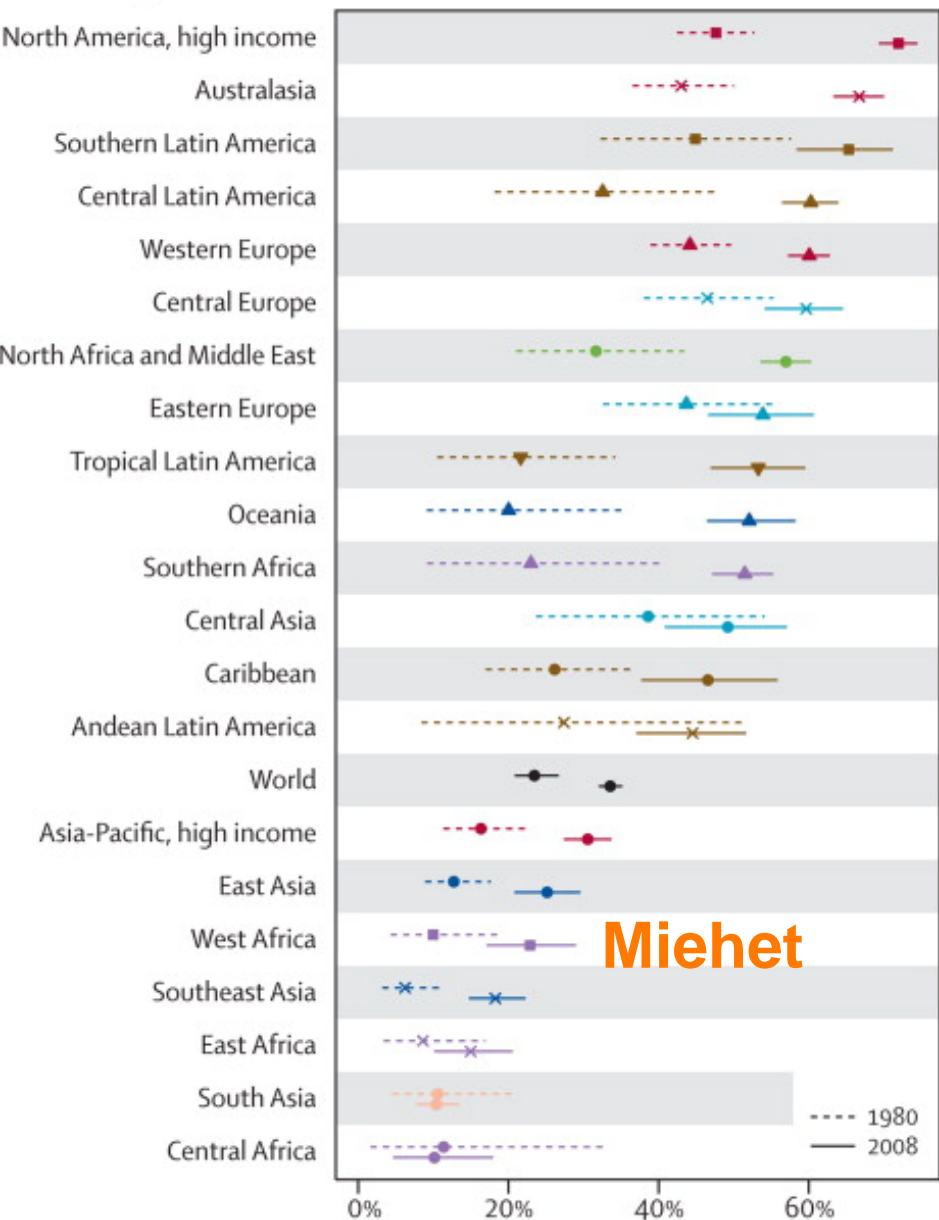 North America, high income
Australasia
Southern Latin America
Central Latin America
Western Europe
Central Europe
North Africa and Middle East
Eastern Europe
Tropical Latin America
Oceania
Southern Africa
Central Asia
Caribbean
Andean Latin America
World
Asia-Pacific, high income
East Asia
West Africa
Miehet
Southeast Asia
East Africa
South Asia
Central Africa
1980
2008
0% 20% 40% 60%